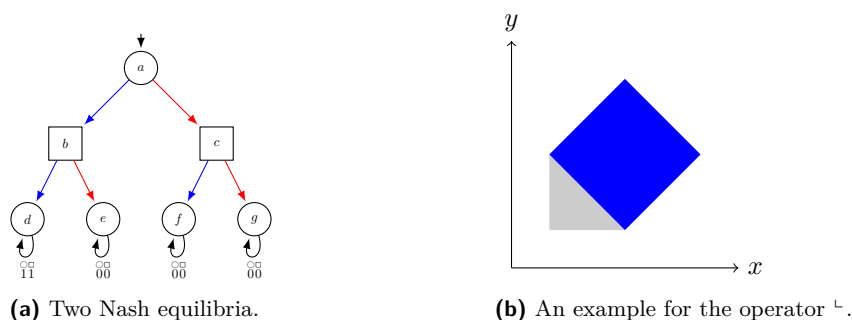 a
b
c
d
e
f
g
○□ ○□ ○□ ○□
11 00 00 00
y
x
(a) Two Nash equilibria.
(b) An example for the operator ⌞.